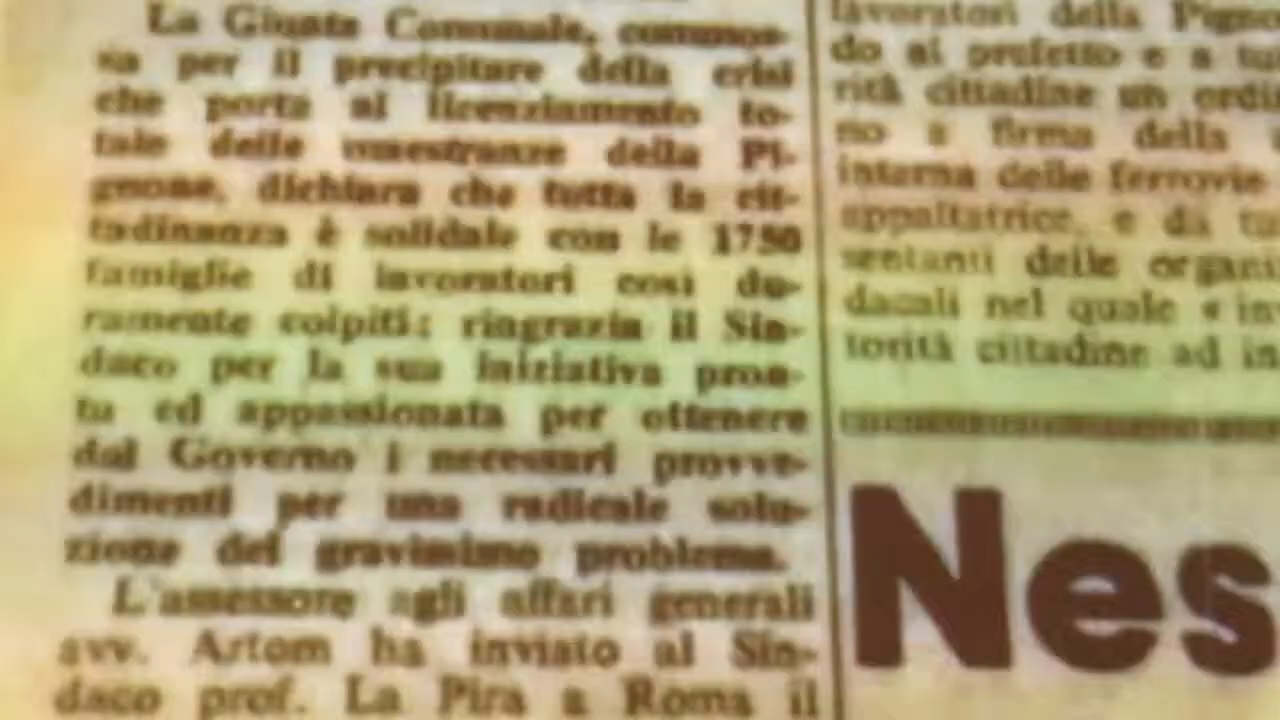 La Giunta Comunale, commos-
sa per il precipitare della crisi
che porta al licenziamento to-
tale delle maestranze della Pi-
gnone, dichiara che tutta la cit-
tadinanza è solidale con le 1750
famiglie di lavoratori così du-
ramente colpiti: ringrazia il Sin-
daco per la sua iniziativa pron-
ta ed appassionata per ottenere
dal Governo i necessari provve-
dimenti per una radicale solu-
zione del gravissimo problema.
L'assessore agli affari generali
avv. Artom ha inviato al Sin-
daco prof. La Pira a Roma il
lavoratori della Pigno
do al prefetto e a tut
rità cittadine un ordi
no a firma della
interna delle ferrovie
appaltatrice, e da tu
sentanti delle organi
dacali nel quale « inv
torità cittadine ad in
Nes